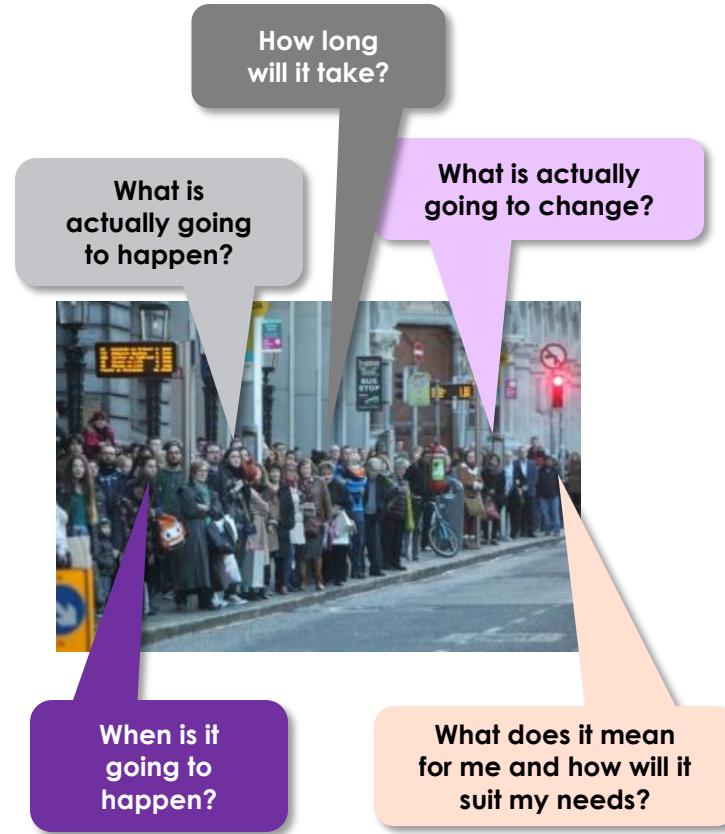 How long
will it take?
What is
actually going
to happen?
What is actually
going to change?
BUS
STOP
When is it
going to
happen?
What does it mean
for me and how will it
suit my needs?